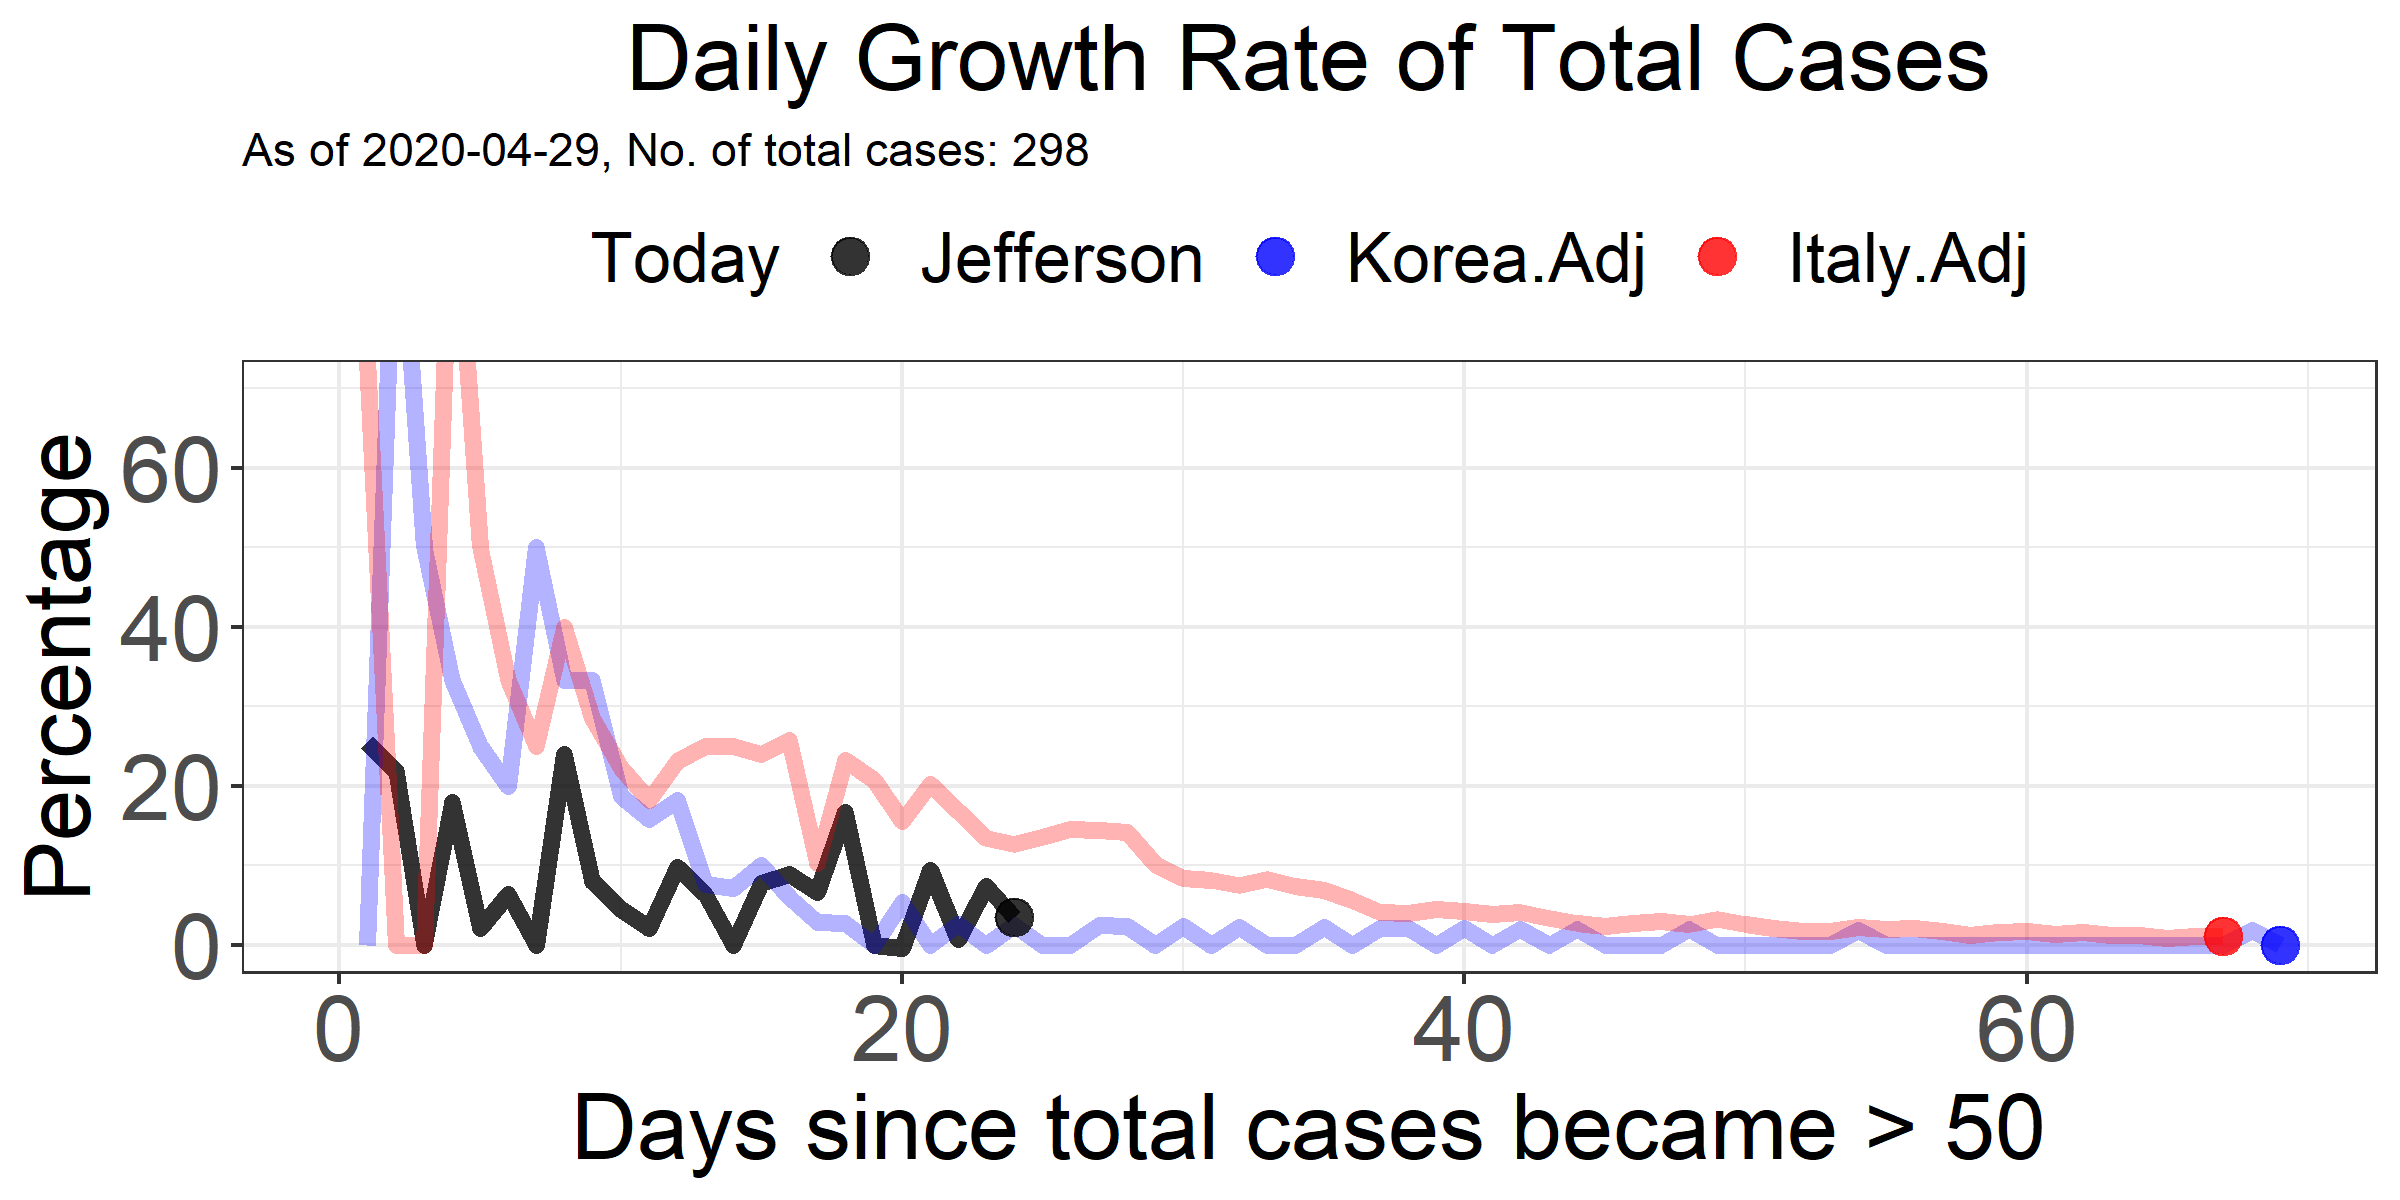 Daily Growth Rate of Total Cases
As of 2020-04-29, No. of total cases: 298
Today Jefferson Korea.Adj Italy.Adj
Percentage
60
40
20
0
0 20 40 60
Days since total cases became > 50